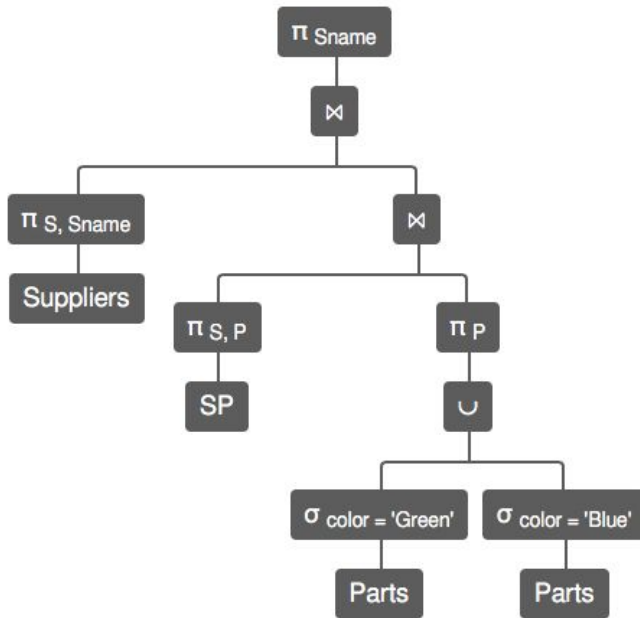 π Sname
⋈
π S, Sname
⋈
Suppliers
π S, P
π P
SP
∪
σ color = 'Green'
σ color = 'Blue'
Parts
Parts